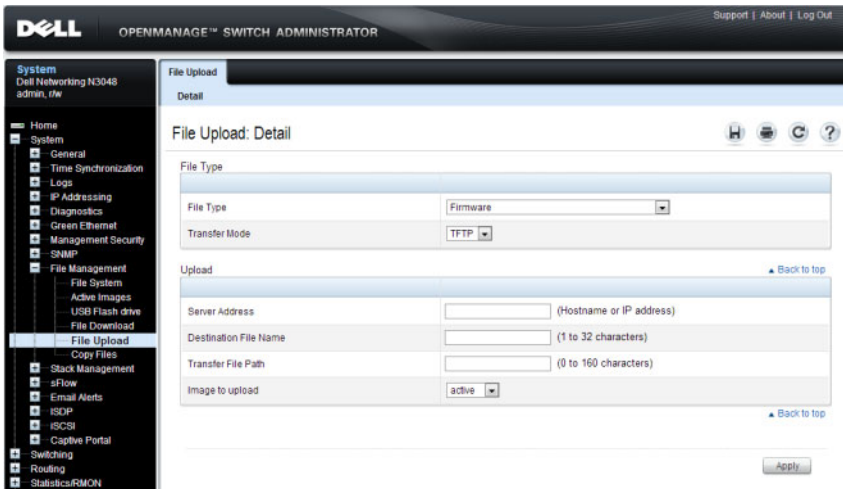 Support | About | Log Out
DELL
OPENMANAGE™ SWITCH ADMINISTRATOR
System
Dell Networking N3048
admin, r/w
File Upload
Detail
Home
System
General
Time Synchronization
Logs
IP Addressing
Diagnostics
Green Ethernet
Management Security
SNMP
File Management
File System
Active Images
USB Flash drive
File Download
File Upload
Copy Files
Stack Management
sFlow
Email Alerts
ISDP
iSCSI
Captive Portal
Switching
Routing
Statistics/RMON
File Upload: Detail
?
File Type
File Type Firmware
Transfer Mode TFTP
Upload Back to top
Server Address (Hostname or IP address)
Destination File Name (1 to 32 characters)
Transfer File Path (0 to 160 characters)
Image to upload active
Back to top
Apply